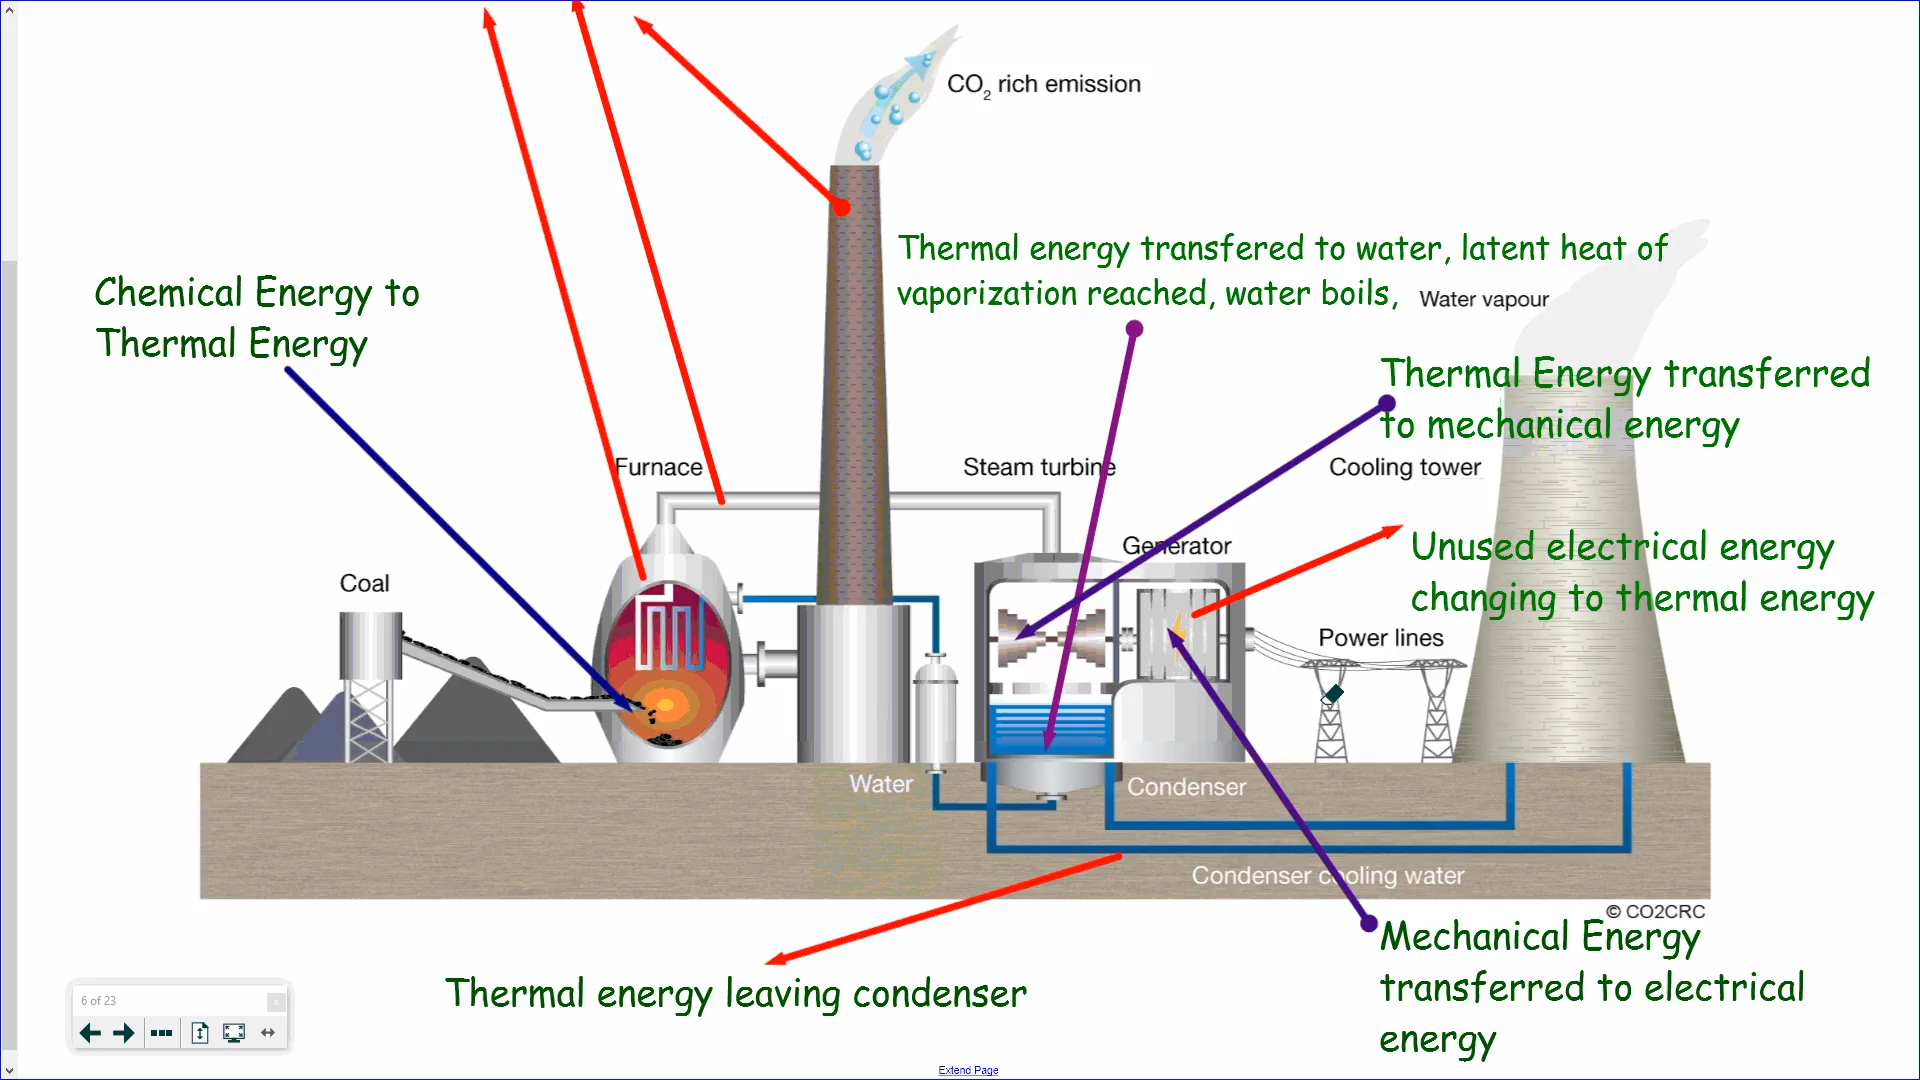 CO2 rich emission
Thermal energy transfered to water, latent heat of
vaporization reached, water boils,
Water vapour
Chemical Energy to
Thermal Energy
Thermal Energy transferred
to mechanical energy
Furnace
Steam turbine
Cooling tower
Generator
Unused electrical energy
changing to thermal energy
Coal
Power lines
Water
Condenser
Condenser cooling water
© CO2CRC
Mechanical Energy
transferred to electrical
energy
Thermal energy leaving condenser
6 of 23
x
Extend Page